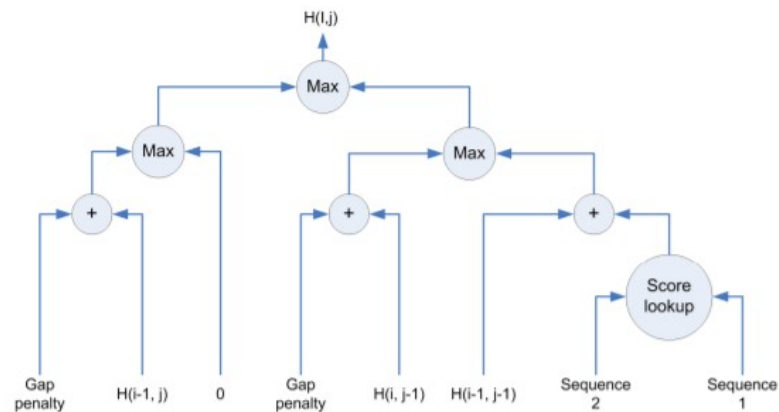 H(I,j)
Max
Max
Max
+
+
+
Score
lookup
Gap
penalty
H(i-1, j)
0
Gap
penalty
H(i, j-1)
H(i-1, j-1)
Sequence
2
Sequence
1